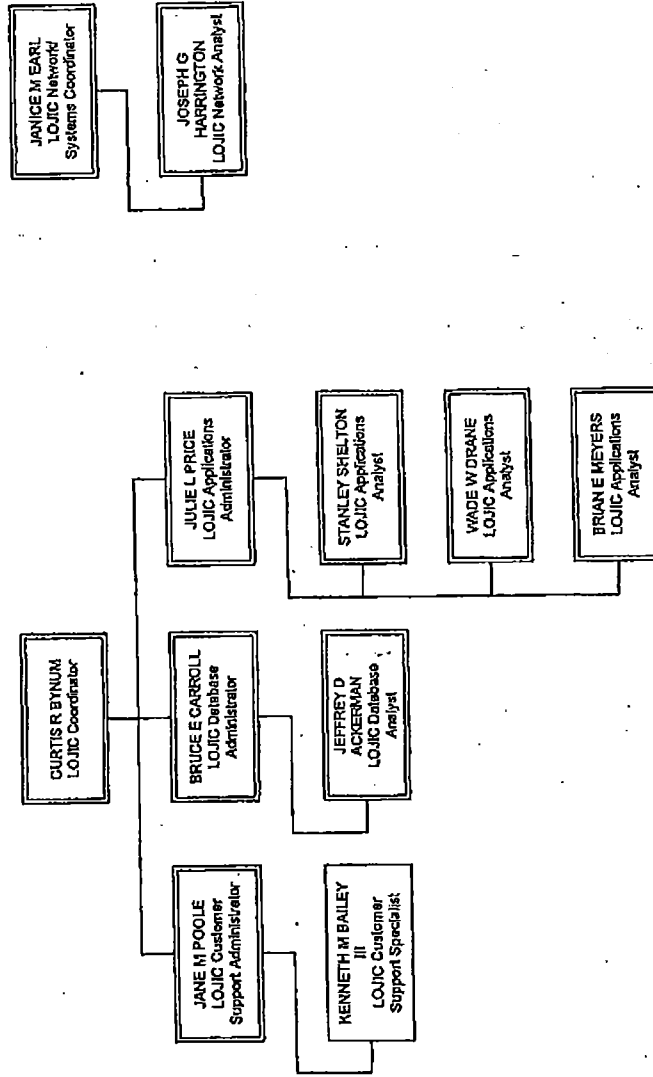 CURTIS R BYNUM
LOJIC Coordinator
JANE M POOLE
LOJIC Customer
Support Administrator
KENNETH M BAILEY
III
LOJIC Customer
Support Specialist
BRUCE E CARROLL
LOJIC Database
Administrator
JEFFREY D
ACKERMAN
LOJIC Database
Analyst
JULIE L PRICE
LOJIC Applications
Administrator
STANLEY SHELTON
LOJIC Applications
Analyst
WADE W DRANE
LOJIC Applications
Analyst
BRIAN E MEYERS
LOJIC Applications
Analyst
JANICE M EARL
LOJIC Network/
Systems Coordinator
JOSEPH G
HARRINGTON
LOJIC Network Analyst